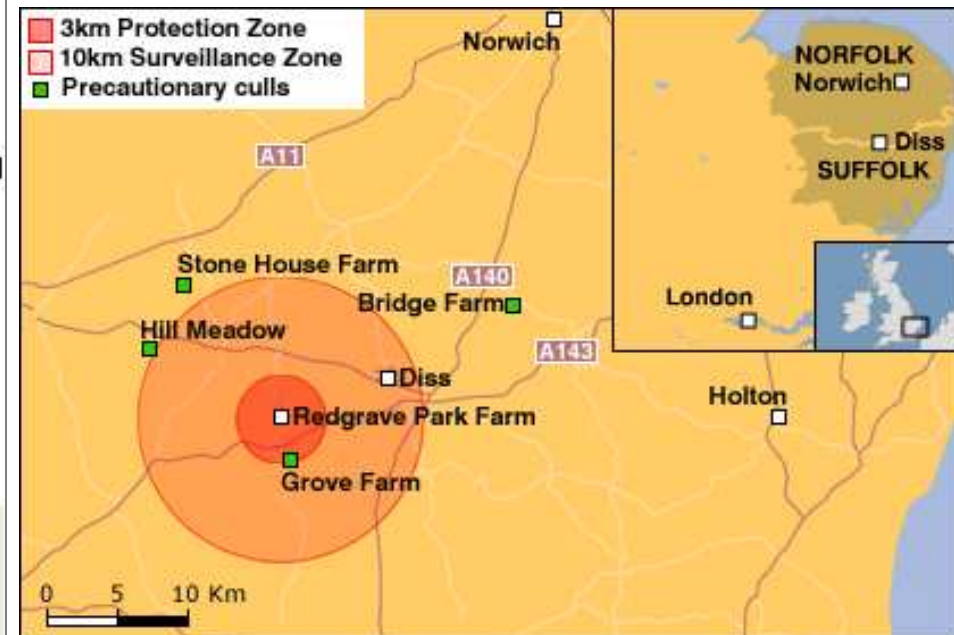 3km Protection Zone
10km Surveillance Zone
Precautionary culls
Norwich
NORFOLK
Norwich
Diss
SUFFOLK
A11
Stone House Farm
A140
Bridge Farm
London
Hill Meadow
A143
Diss
Holton
Redgrave Park Farm
Grove Farm
0 5 10 Km